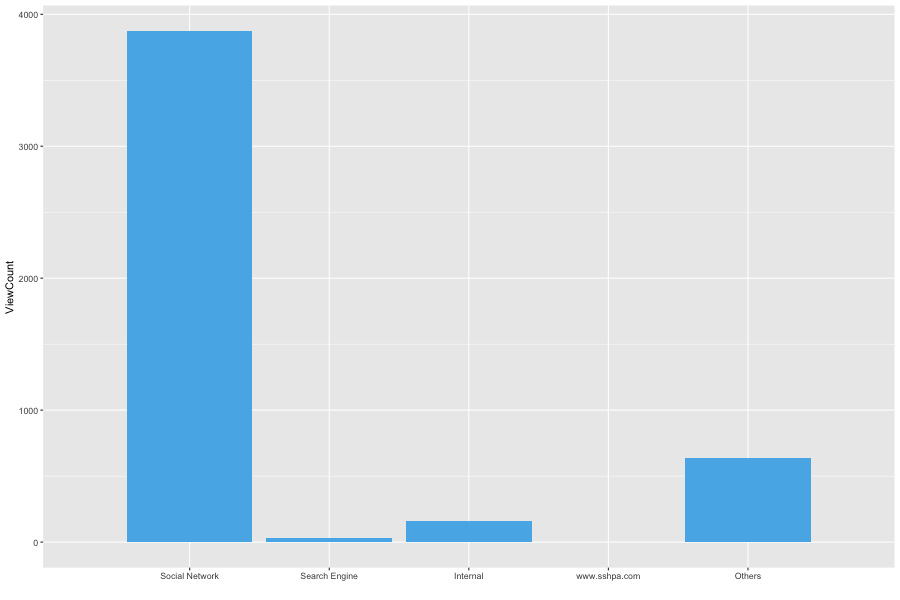 ViewCount
4000
3000
2000
1000
0
Social Network
Search Engine
Internal
www.sshpa.com
Others